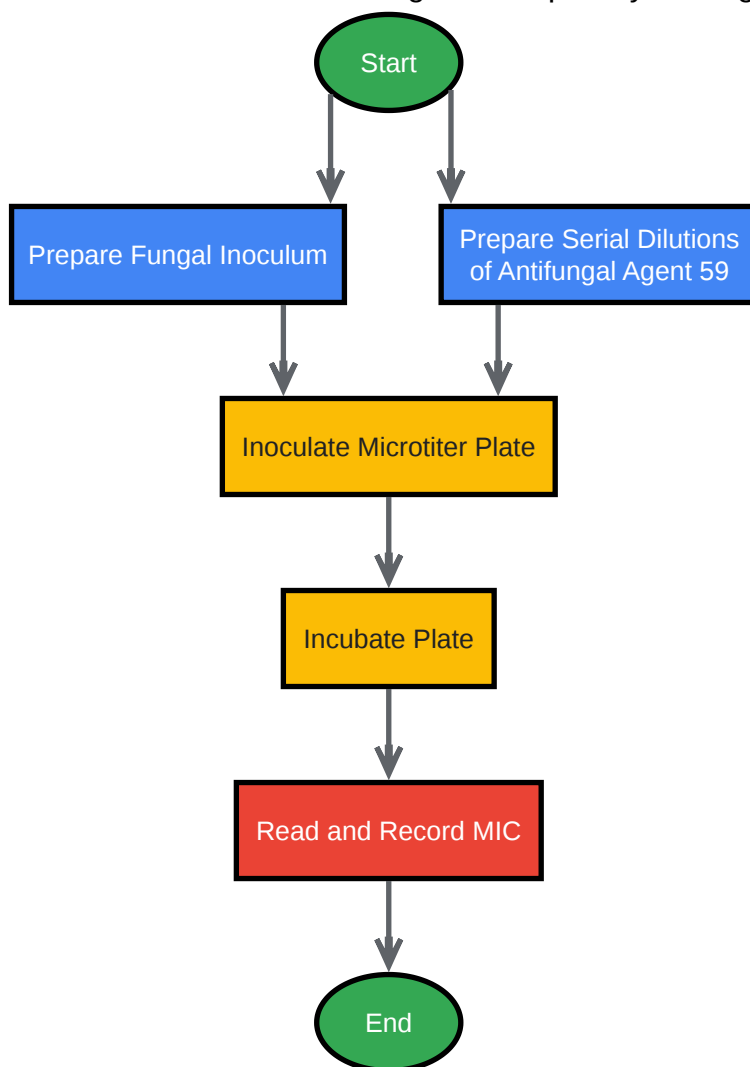 Start
Prepare Fungal Inoculum
Prepare Serial Dilutions
of Antifungal Agent 59
Inoculate Microtiter Plate
Incubate Plate
Read and Record MIC
End